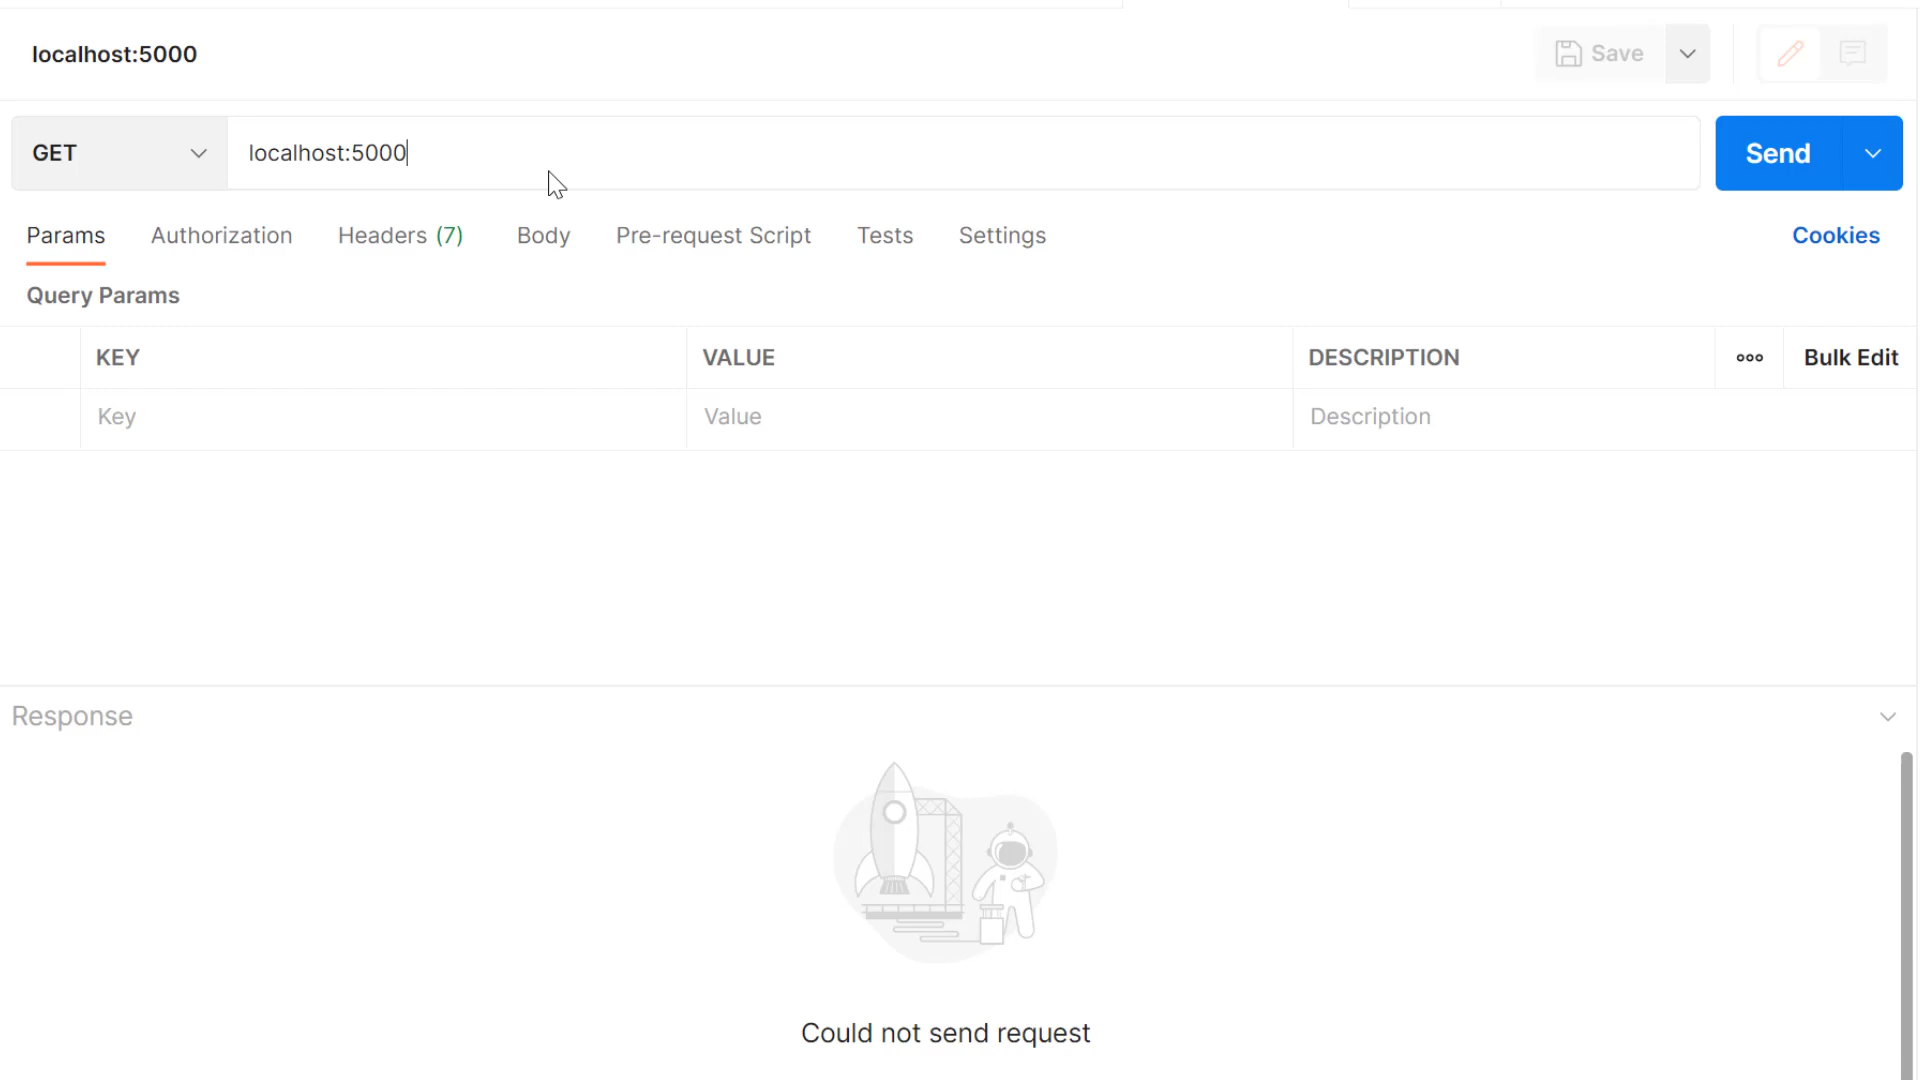 localhost:5000
Save
GET
localhost:5000
Send
Params Authorization Headers (7) Body Pre-request Script Tests Settings Cookies
Query Params
KEY VALUE DESCRIPTION Bulk Edit
Key Value Description
Response
Could not send request